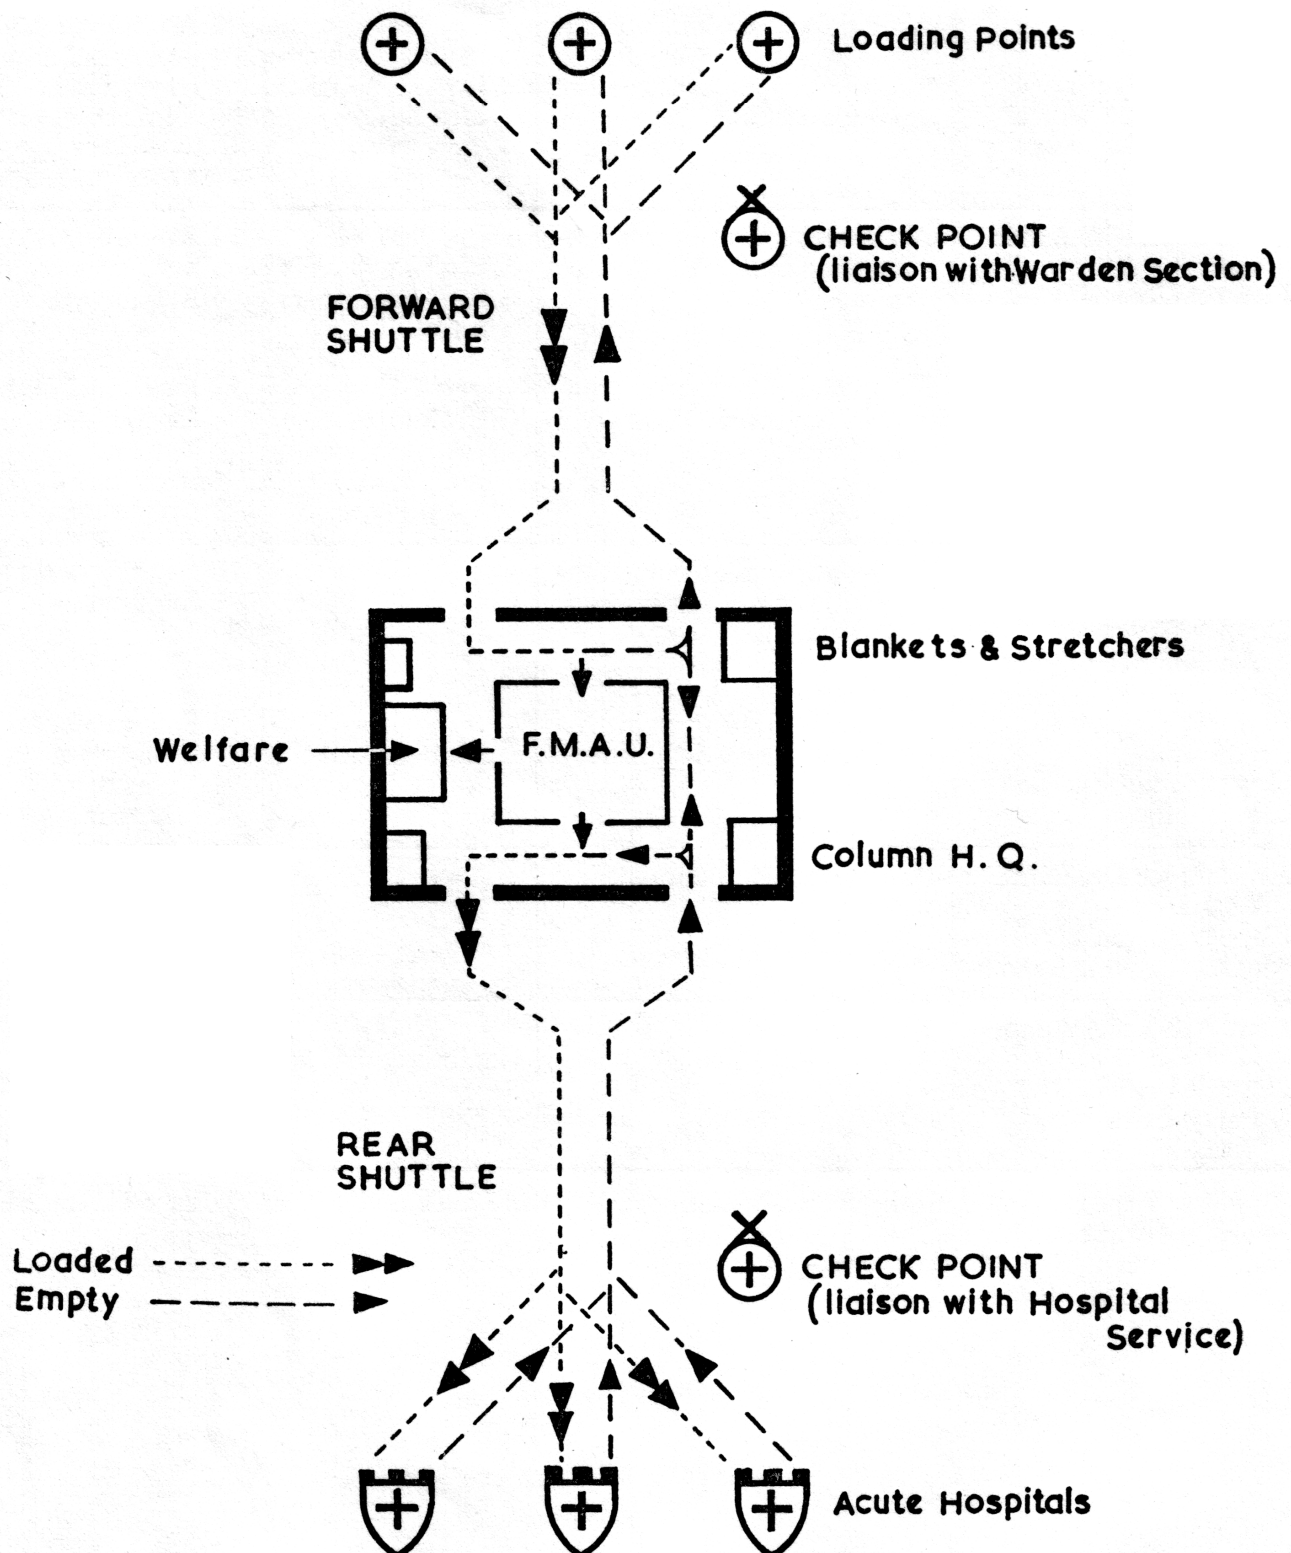 Loading Points
CHECK POINT
(liaison with Warden Section)
FORWARD
SHUTTLE
Blankets & Stretchers
Welfare
F.M.A.U.
Column H.Q.
REAR
SHUTTLE
Loaded
Empty
CHECK POINT
(liaison with Hospital
Service)
Acute Hospitals